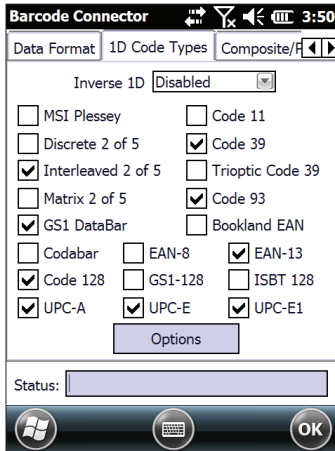 Barcode Connector 3:50
Data Format 1D Code Types Composite/F
Inverse 1D Disabled
MSI Plessey Code 11
Discrete 2 of 5 Code 39
Interleaved 2 of 5 Trioptic Code 39
Matrix 2 of 5 Code 93
GS1 DataBar Bookland EAN
Codabar EAN-8 EAN-13
Code 128 GS1-128 ISBT 128
UPC-A UPC-E UPC-E1
Options
Status:
OK